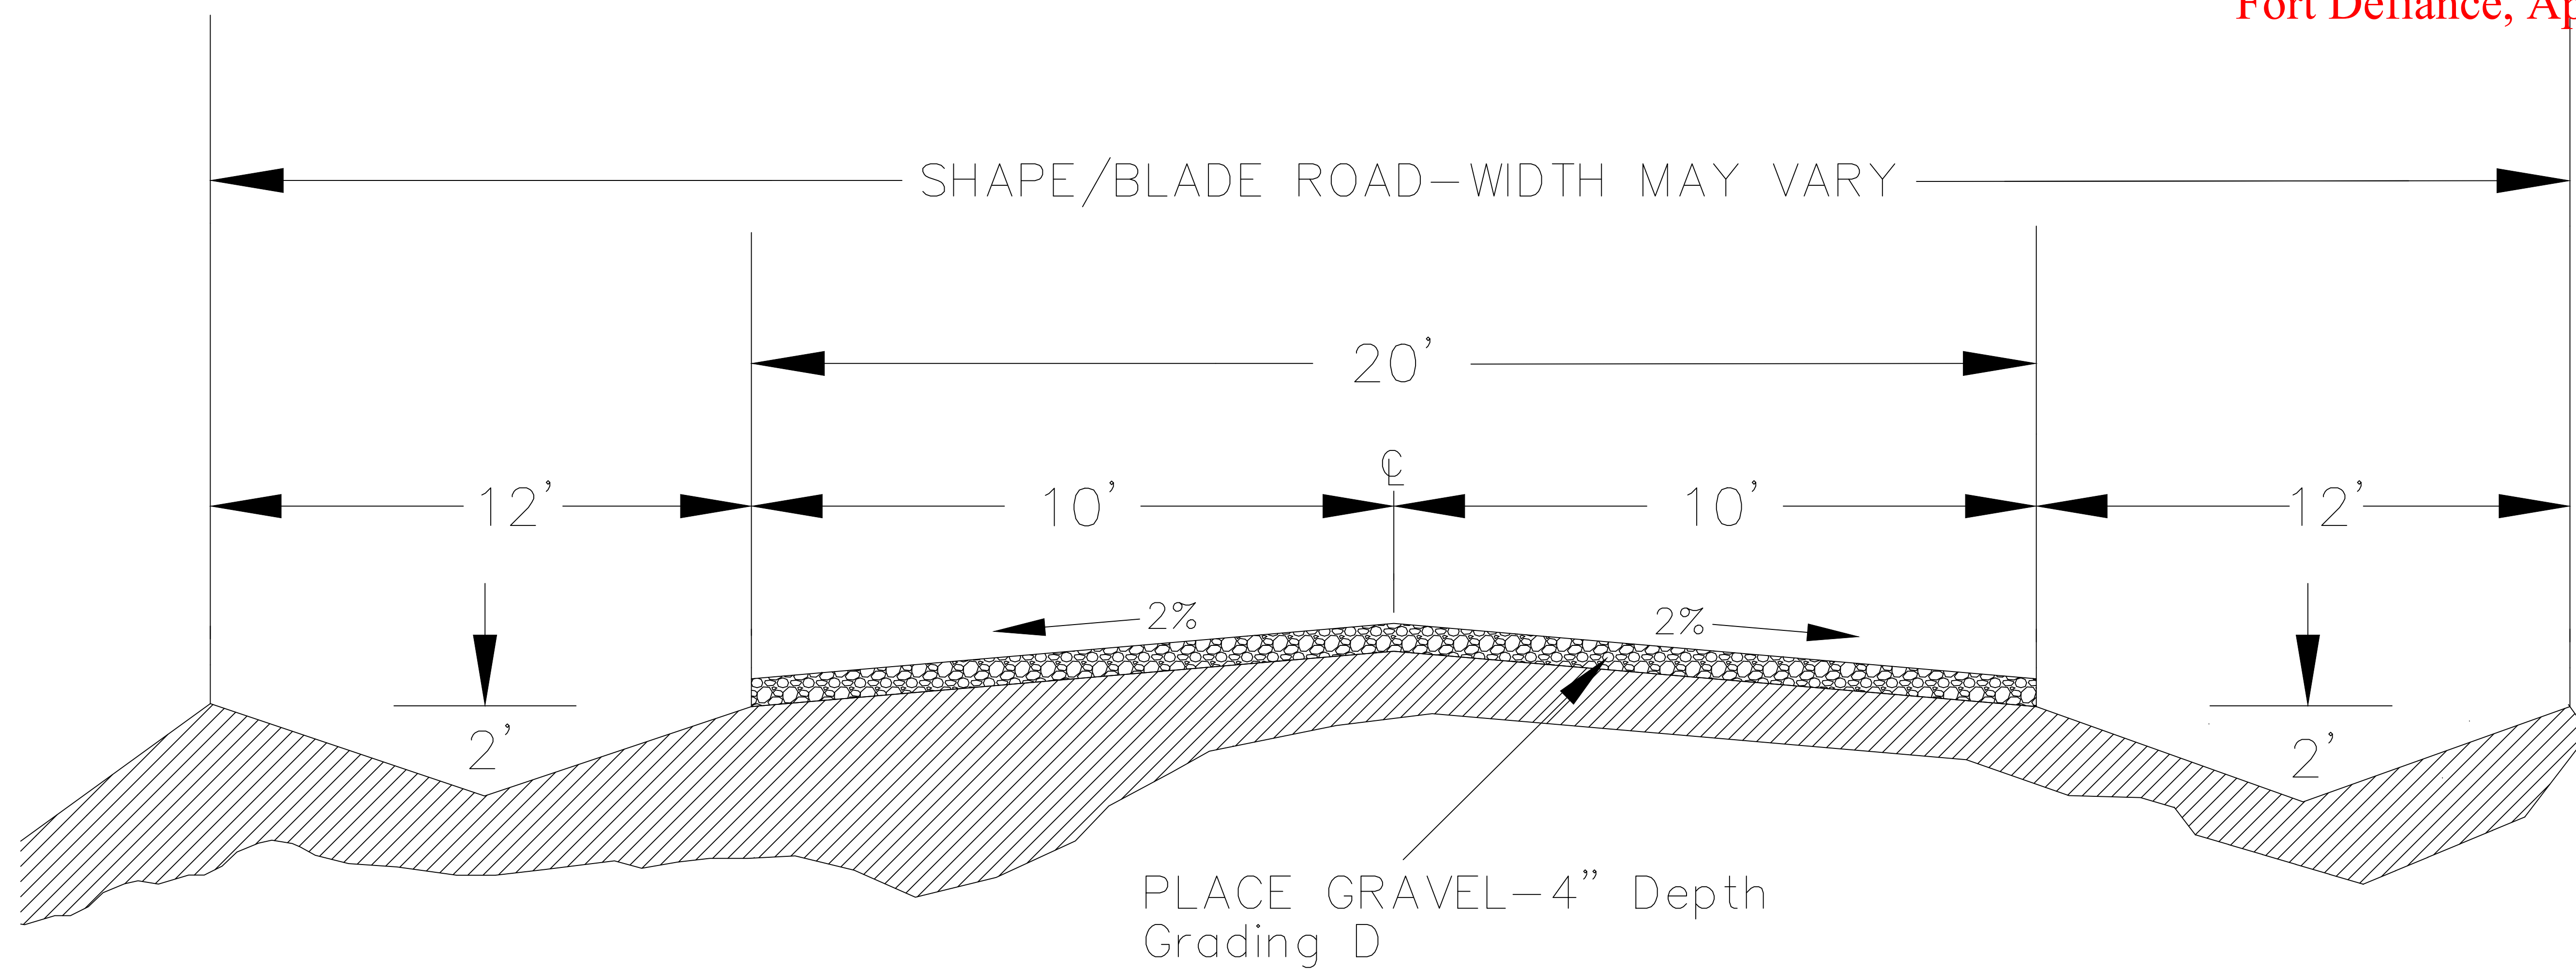 Fort Defiance,
SHAPE/BLADE ROAD–WIDTH MAY VARY
20'
℄
12' 10' 10' 12'
2% 2%
2' 2'
PLACE GRAVEL–4" Depth
Grading D